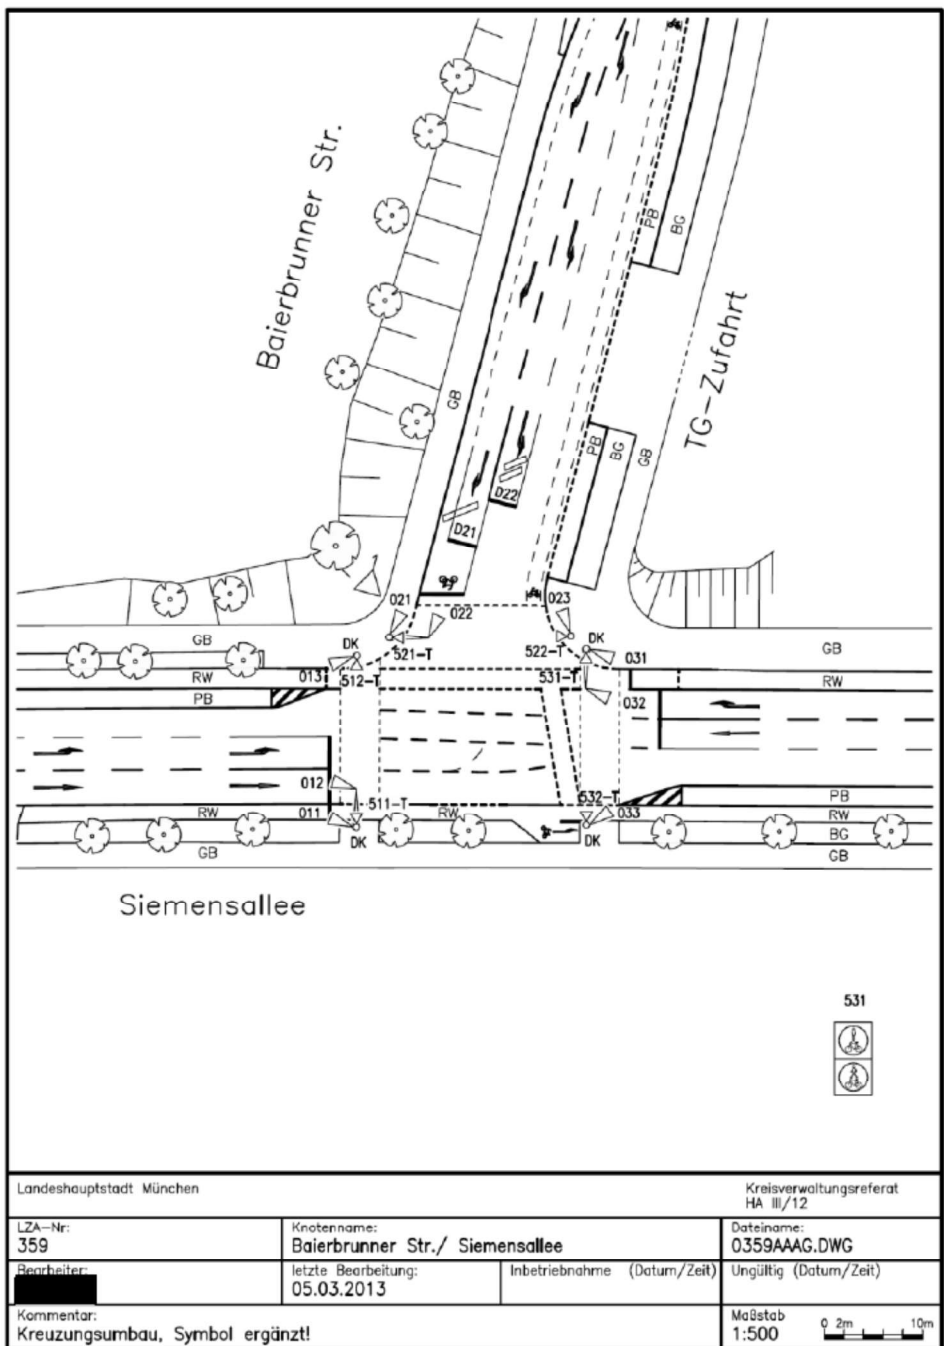 Baierbrunner Str.
TG-Zufahrt
PB
BG
GB
PB
BG
GB
D22
D21
021
022
023
DK
521-T
522-T
DK
031
GB
GB
RW
013
512-T
531-T
RW
PB
032
012
532-T
PB
011
511-T
033
RW
RW
RW
DK
DK
BG
GB
GB
Siemensallee
531
Landeshauptstadt München
Kreisverwaltungsreferat
HA III/12
LZA-Nr:
359
Knotenname:
Baierbrunner Str./ Siemensallee
Dateiname:
0359AAAG.DWG
Bearbeiter:
letzte Bearbeitung:
05.03.2013
Inbetriebnahme (Datum/Zeit)
Ungültig (Datum/Zeit)
Kommentar:
Kreuzungsumbau, Symbol ergänzt!
Maßstab
1:500
0 2m 10m